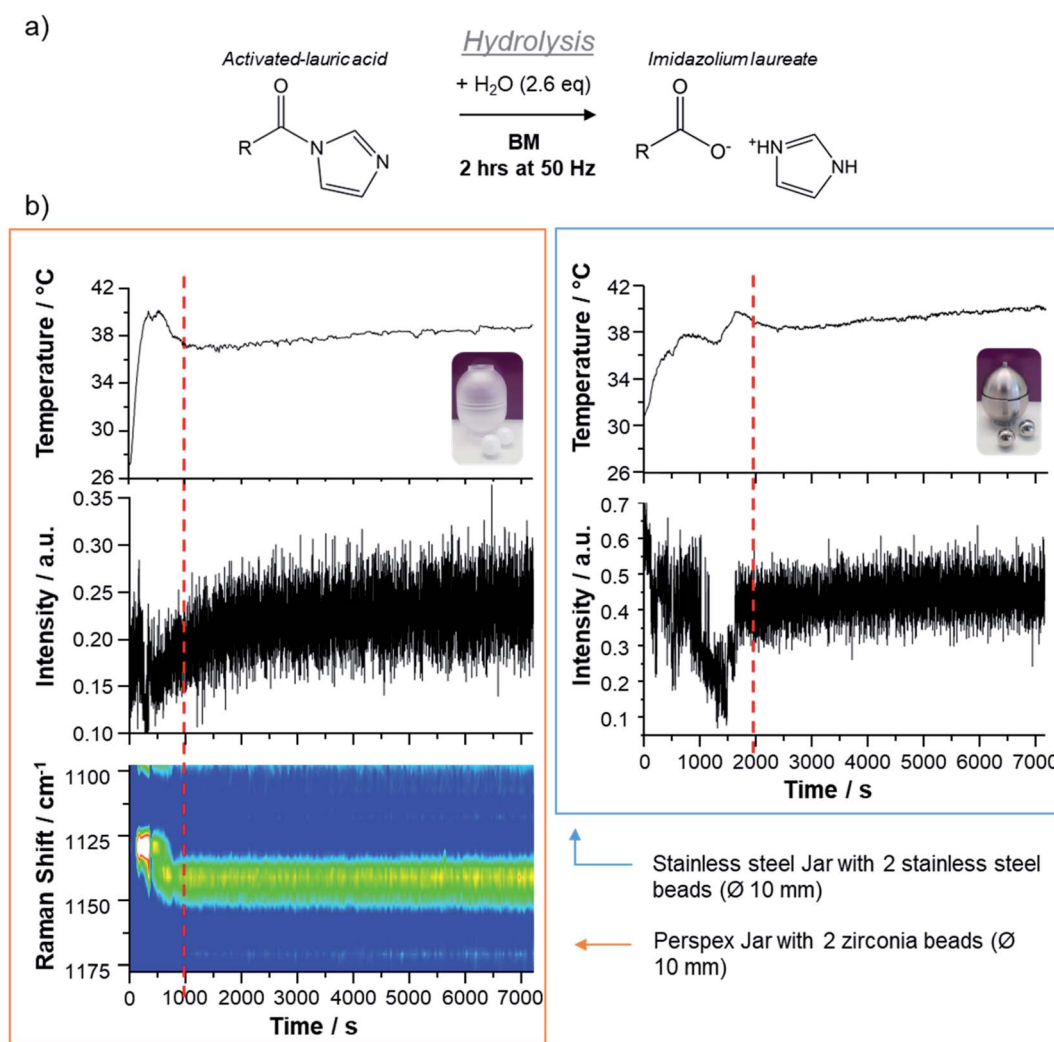 a)
Hydrolysis
Activated-lauric acid
+ H₂O (2.6 eq)
Imidazolium laureate
O
R
N
N
BM
2 hrs at 50 Hz
O
R
O⁻
⁺HN
NH
b)
Temperature / °C
42
38
34
30
26
Intensity / a.u.
0.35
0.30
0.25
0.20
0.15
0.10
Raman Shift / cm⁻¹
1100
1125
1150
1175
0 1000 2000 3000 4000 5000 6000 7000
Time / s
Temperature / °C
42
38
34
30
26
Intensity / a.u.
0.7
0.6
0.5
0.4
0.3
0.2
0.1
0 1000 2000 3000 4000 5000 6000 7000
Time / s
Stainless steel Jar with 2 stainless steel
beads (Ø 10 mm)
Perspex Jar with 2 zirconia beads (Ø
10 mm)